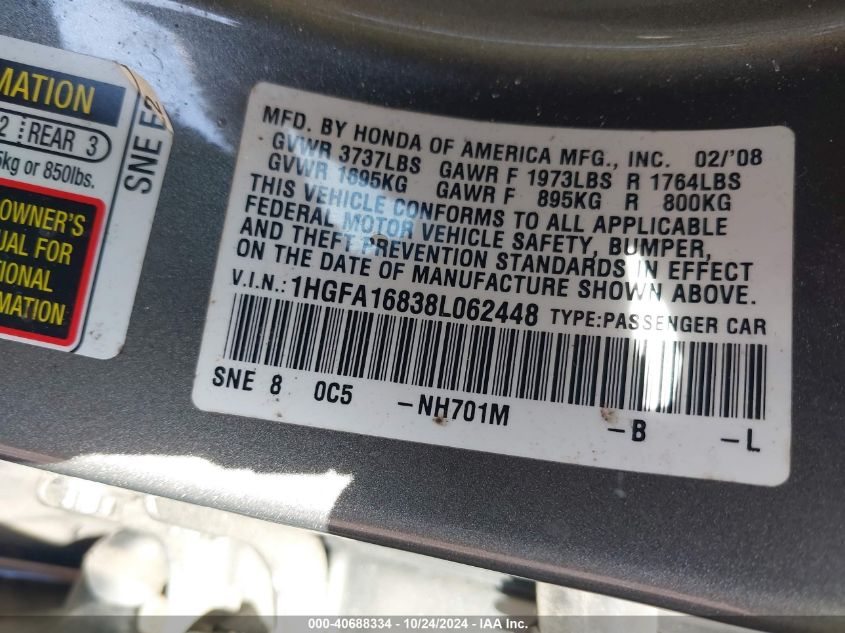 MATION
2 REAR 3
kg or 850lbs.
SNE
OWNER'S
UAL FOR
TIONAL
RMATION
MFD. BY HONDA OF AMERICA MFG., INC. 02/'08
GVWR 3737LBS GAWR F 1973LBS R 1764LBS
GVWR 1695KG GAWR F 895KG R 800KG
THIS VEHICLE CONFORMS TO ALL APPLICABLE
FEDERAL MOTOR VEHICLE SAFETY, BUMPER,
AND THEFT PREVENTION STANDARDS IN EFFECT
ON THE DATE OF MANUFACTURE SHOWN ABOVE.
V.I.N.: 1HGFA16838L062448 TYPE:PASSENGER CAR
SNE 8 0C5 -NH701M -B -L
000-40688334 | 10/24/2024 | - IAA Inc.